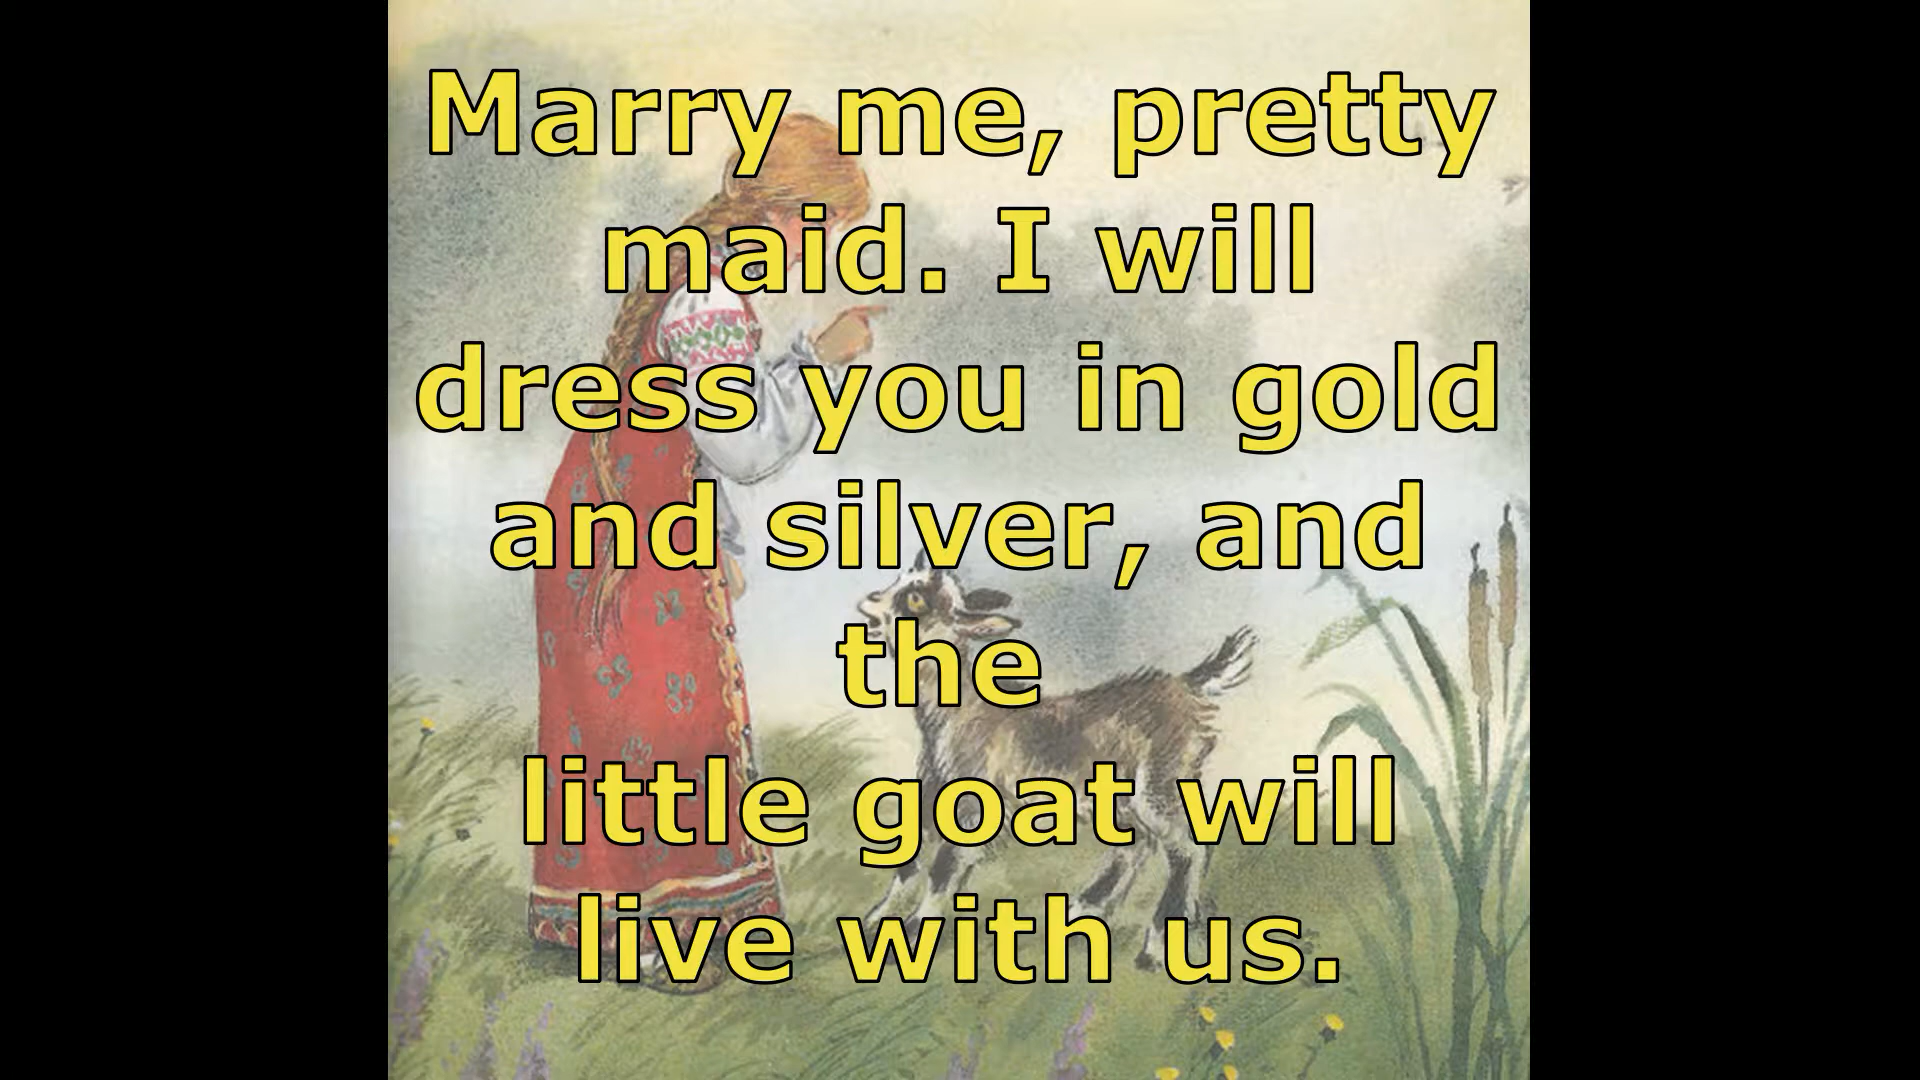 Marry me, pretty
maid. I will
dress you in gold
and silver, and
the
little goat will
live with us.